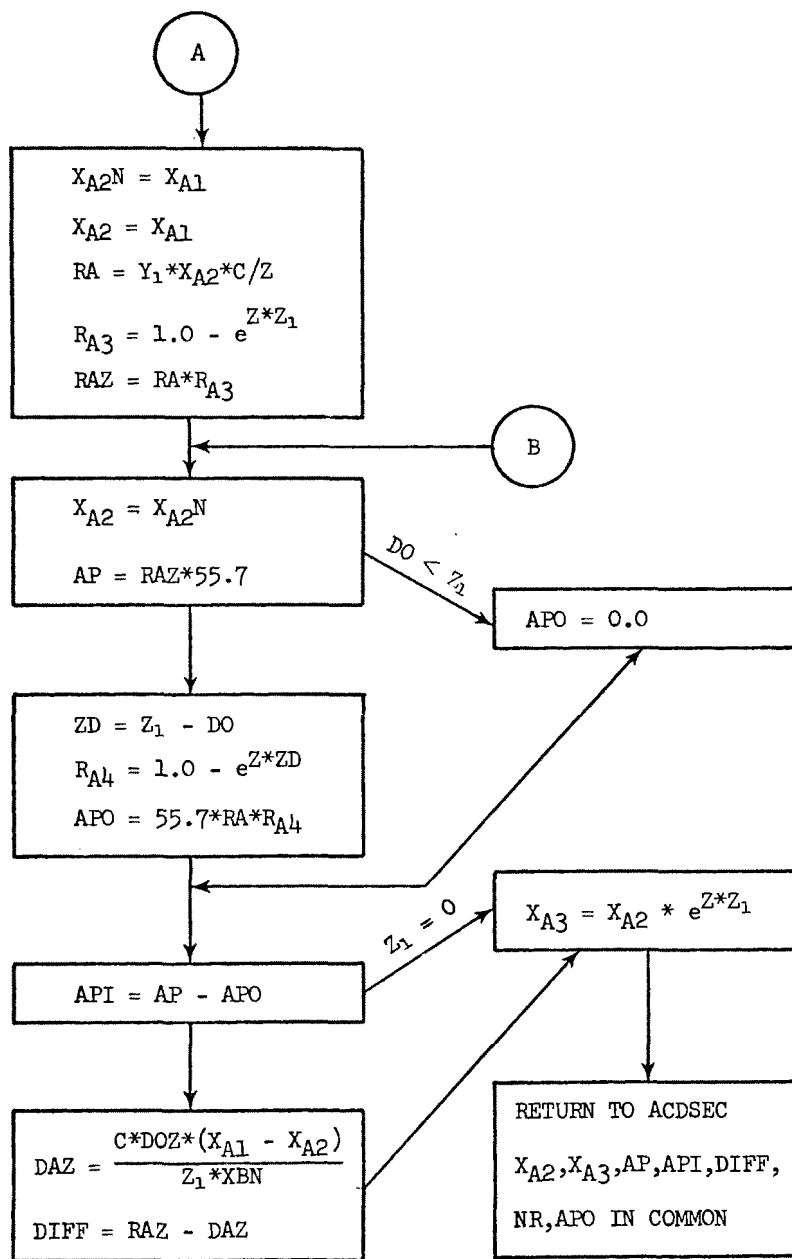 A
X_A2N = X_A1
X_A2 = X_A1
RA = Y_1*X_A2*C/Z
R_A3 = 1.0 - e^Z*Z_1
RAZ = RA*R_A3
B
X_A2 = X_A2N
AP = RAZ*55.7
DO < Z_1
APO = 0.0
ZD = Z_1 - DO
R_A4 = 1.0 - e^Z*ZD
APO = 55.7*RA*R_A4
Z_1 = 0
X_A3 = X_A2 * e^Z*Z_1
API = AP - APO
DAZ = C*DOZ*(X_A1 - X_A2)
Z_1*XBN
DIFF = RAZ - DAZ
RETURN TO ACDSEC
X_A2,X_A3,AP,API,DIFF,
NR,APO IN COMMON